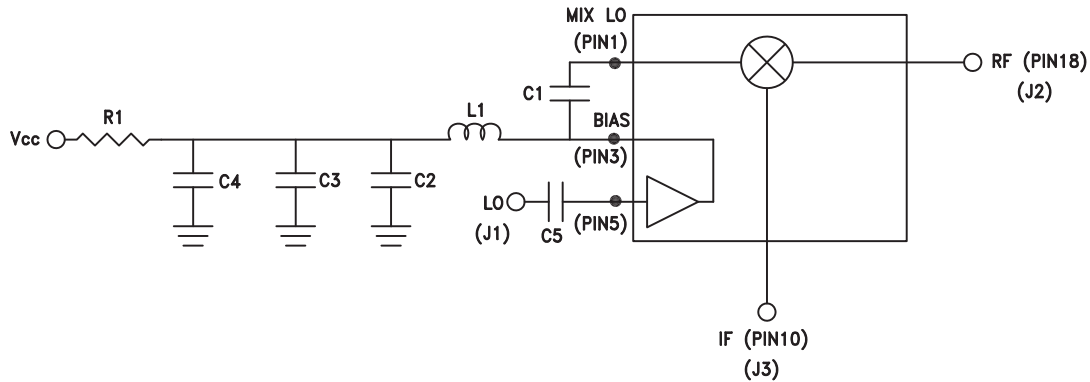 MIX LO
(PIN1)
RF (PIN18)
(J2)
C1
R1
L1
BIAS
Vcc
(PIN3)
C4
C3
C2
LO
(J1)
C5
(PIN5)
IF (PIN10)
(J3)